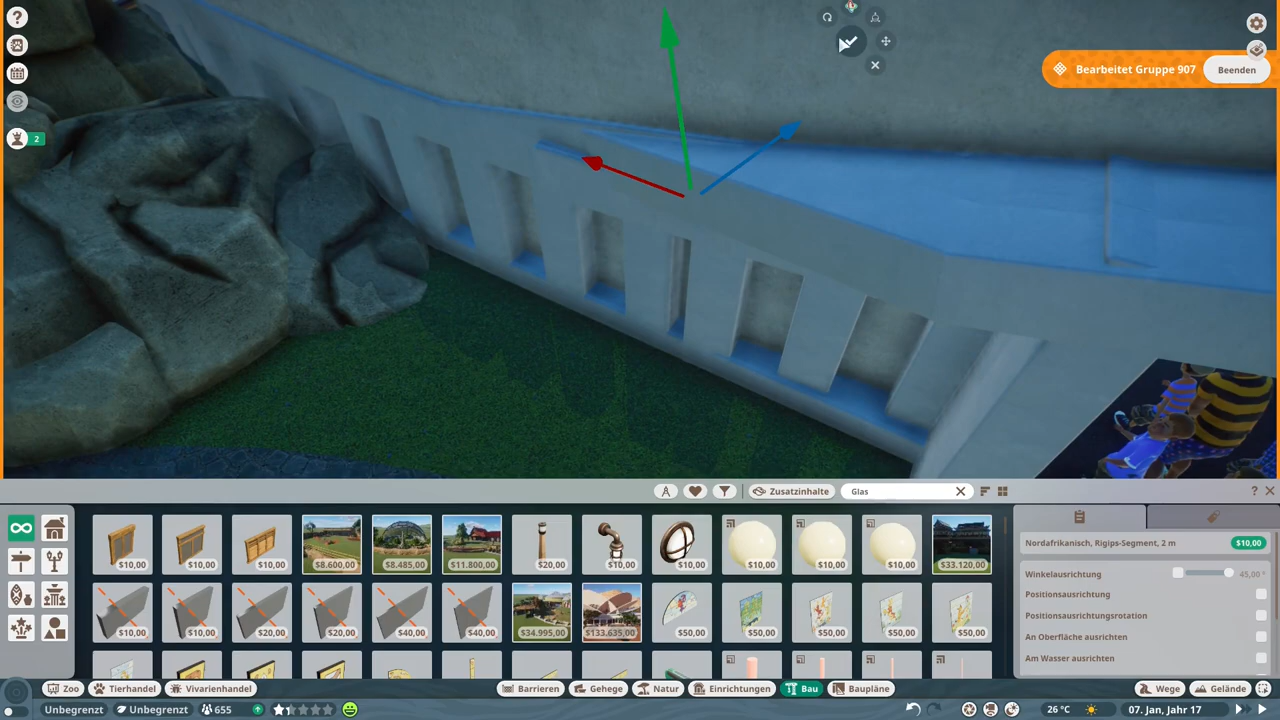 ?
2
Bearbeitet Gruppe 907
Beenden
Zusatzinhalte
Glas
? ×
$10,00 $10,00 $10,00 $8.600,00 $8.485,00 $11.800,00 $20,00 $10,00 $10,00 $10,00 $10,00 $10,00 $33.120,00
$10,00 $10,00 $20,00 $20,00 $40,00 $40,00 $34.995,00 $133.635,00 $50,00 $50,00 $50,00 $50,00 $50,00
Nordafrikanisch, Rigips-Segment, 2 m $10,00
Winkelausrichtung 45,00 °
Positionsausrichtung
Positionsausrichtungsrotation
An Oberfläche ausrichten
Am Wasser ausrichten
Zoo Tierhandel Vivarienhandel Barrieren Gehege Natur Einrichtungen Bau Baupläne Wege Gelände
Unbegrenzt Unbegrenzt 655 26 °C 07. Jan, Jahr 17